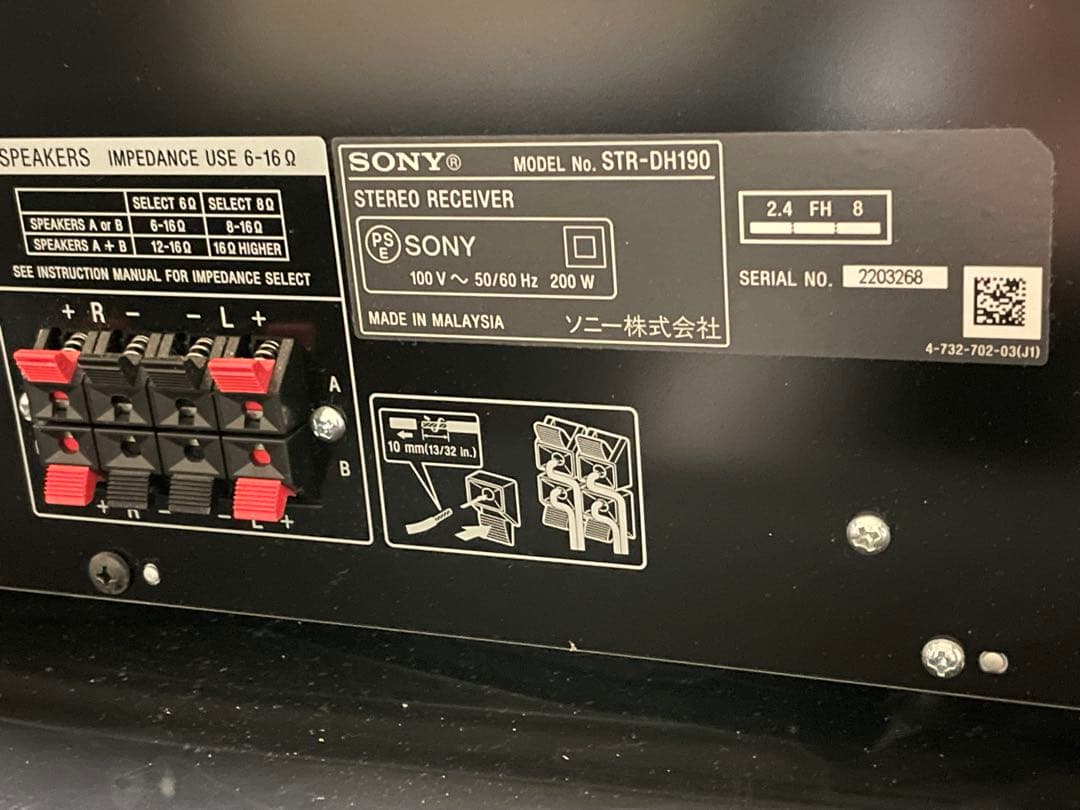 SPEAKERS IMPEDANCE USE 6-16 Ω
SELECT 6Ω SELECT 8Ω
SPEAKERS A or B 6-16Ω 8-16Ω
SPEAKERS A + B 12-16Ω 16Ω HIGHER
SEE INSTRUCTION MANUAL FOR IMPEDANCE SELECT
+ R − − L +
A
B
+ R − − L +
SONY® MODEL No. STR-DH190
STEREO RECEIVER
PSE SONY
100 V ~ 50/60 Hz 200 W
MADE IN MALAYSIA ソニー株式会社
2.4 FH 8
SERIAL NO. 2203268
4-732-702-03(J1)
10 mm(13/32 in.)